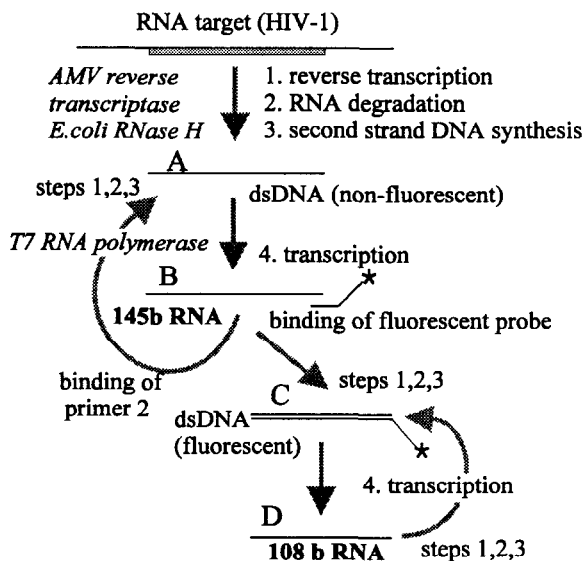 RNA target (HIV-1)
AMV reverse
transcriptase
E.coli RNase H
1. reverse transcription
2. RNA degradation
3. second strand DNA synthesis
A
steps 1,2,3
dsDNA (non-fluorescent)
T7 RNA polymerase
4. transcription
B
*
145b RNA
binding of fluorescent probe
binding of
primer 2
steps 1,2,3
C
dsDNA
(fluorescent)
*
4. transcription
D
108 b RNA
steps 1,2,3